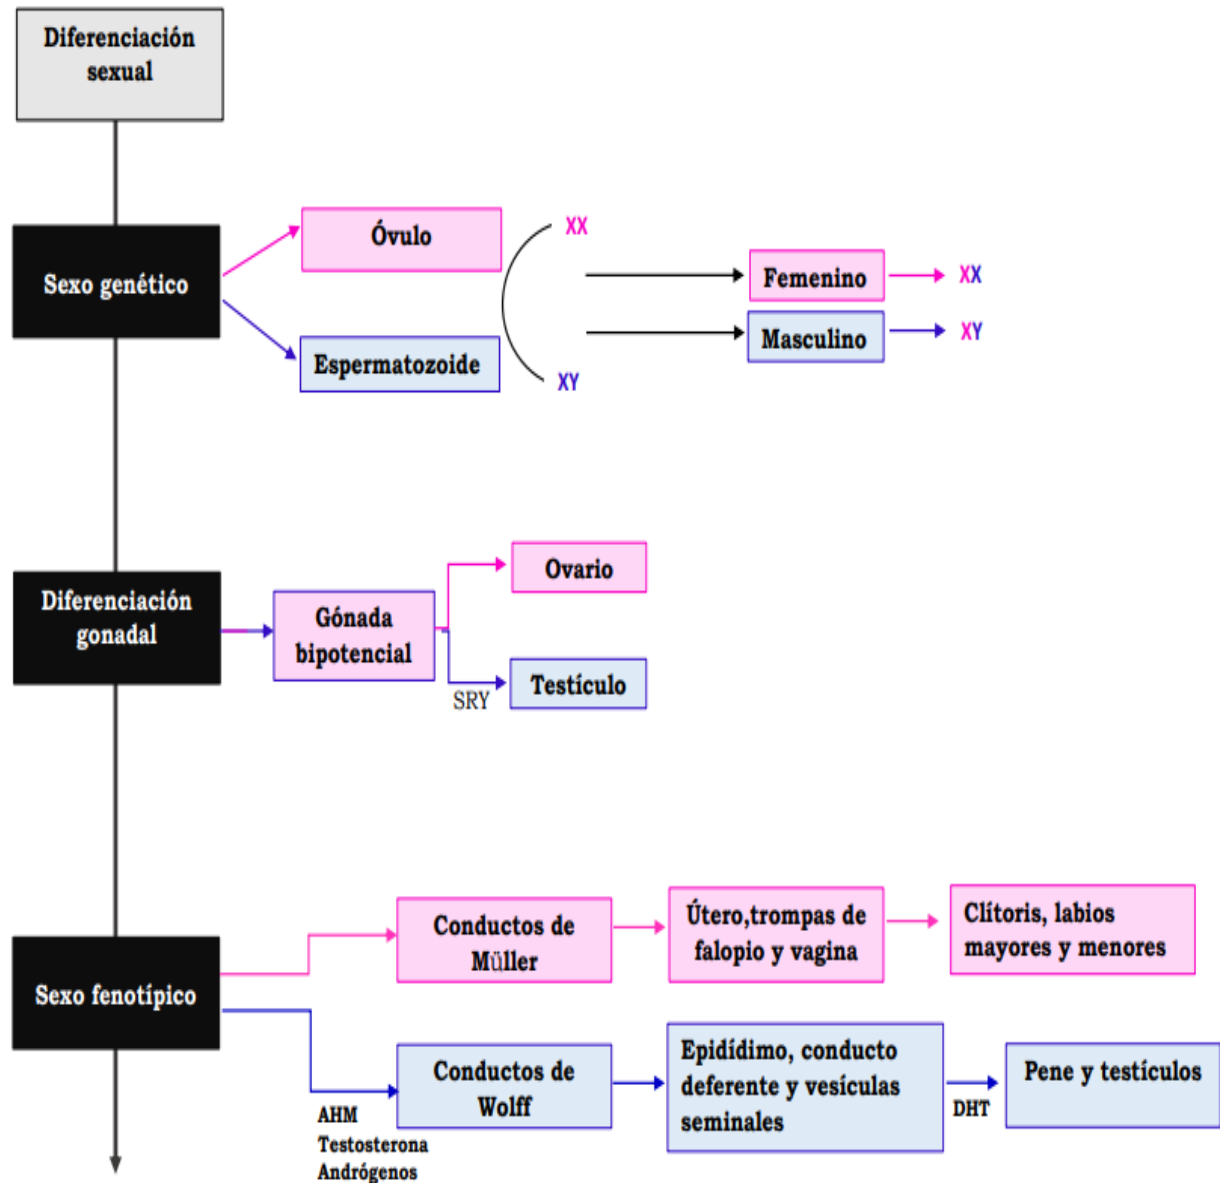 Diferenciación
sexual
Sexo genético
Óvulo
Espermatozoide
XX
XY
Femenino
Masculino
XX
XY
Diferenciación
gonadal
Gónada
bipotencial
Ovario
SRY
Testículo
Sexo fenotípico
Conductos de
Müller
Útero,trompas de
falopio y vagina
Clítoris, labios
mayores y menores
AHM
Testosterona
Andrógenos
Conductos de
Wolff
Epidídimo, conducto
deferente y vesículas
seminales
DHT
Pene y testículos